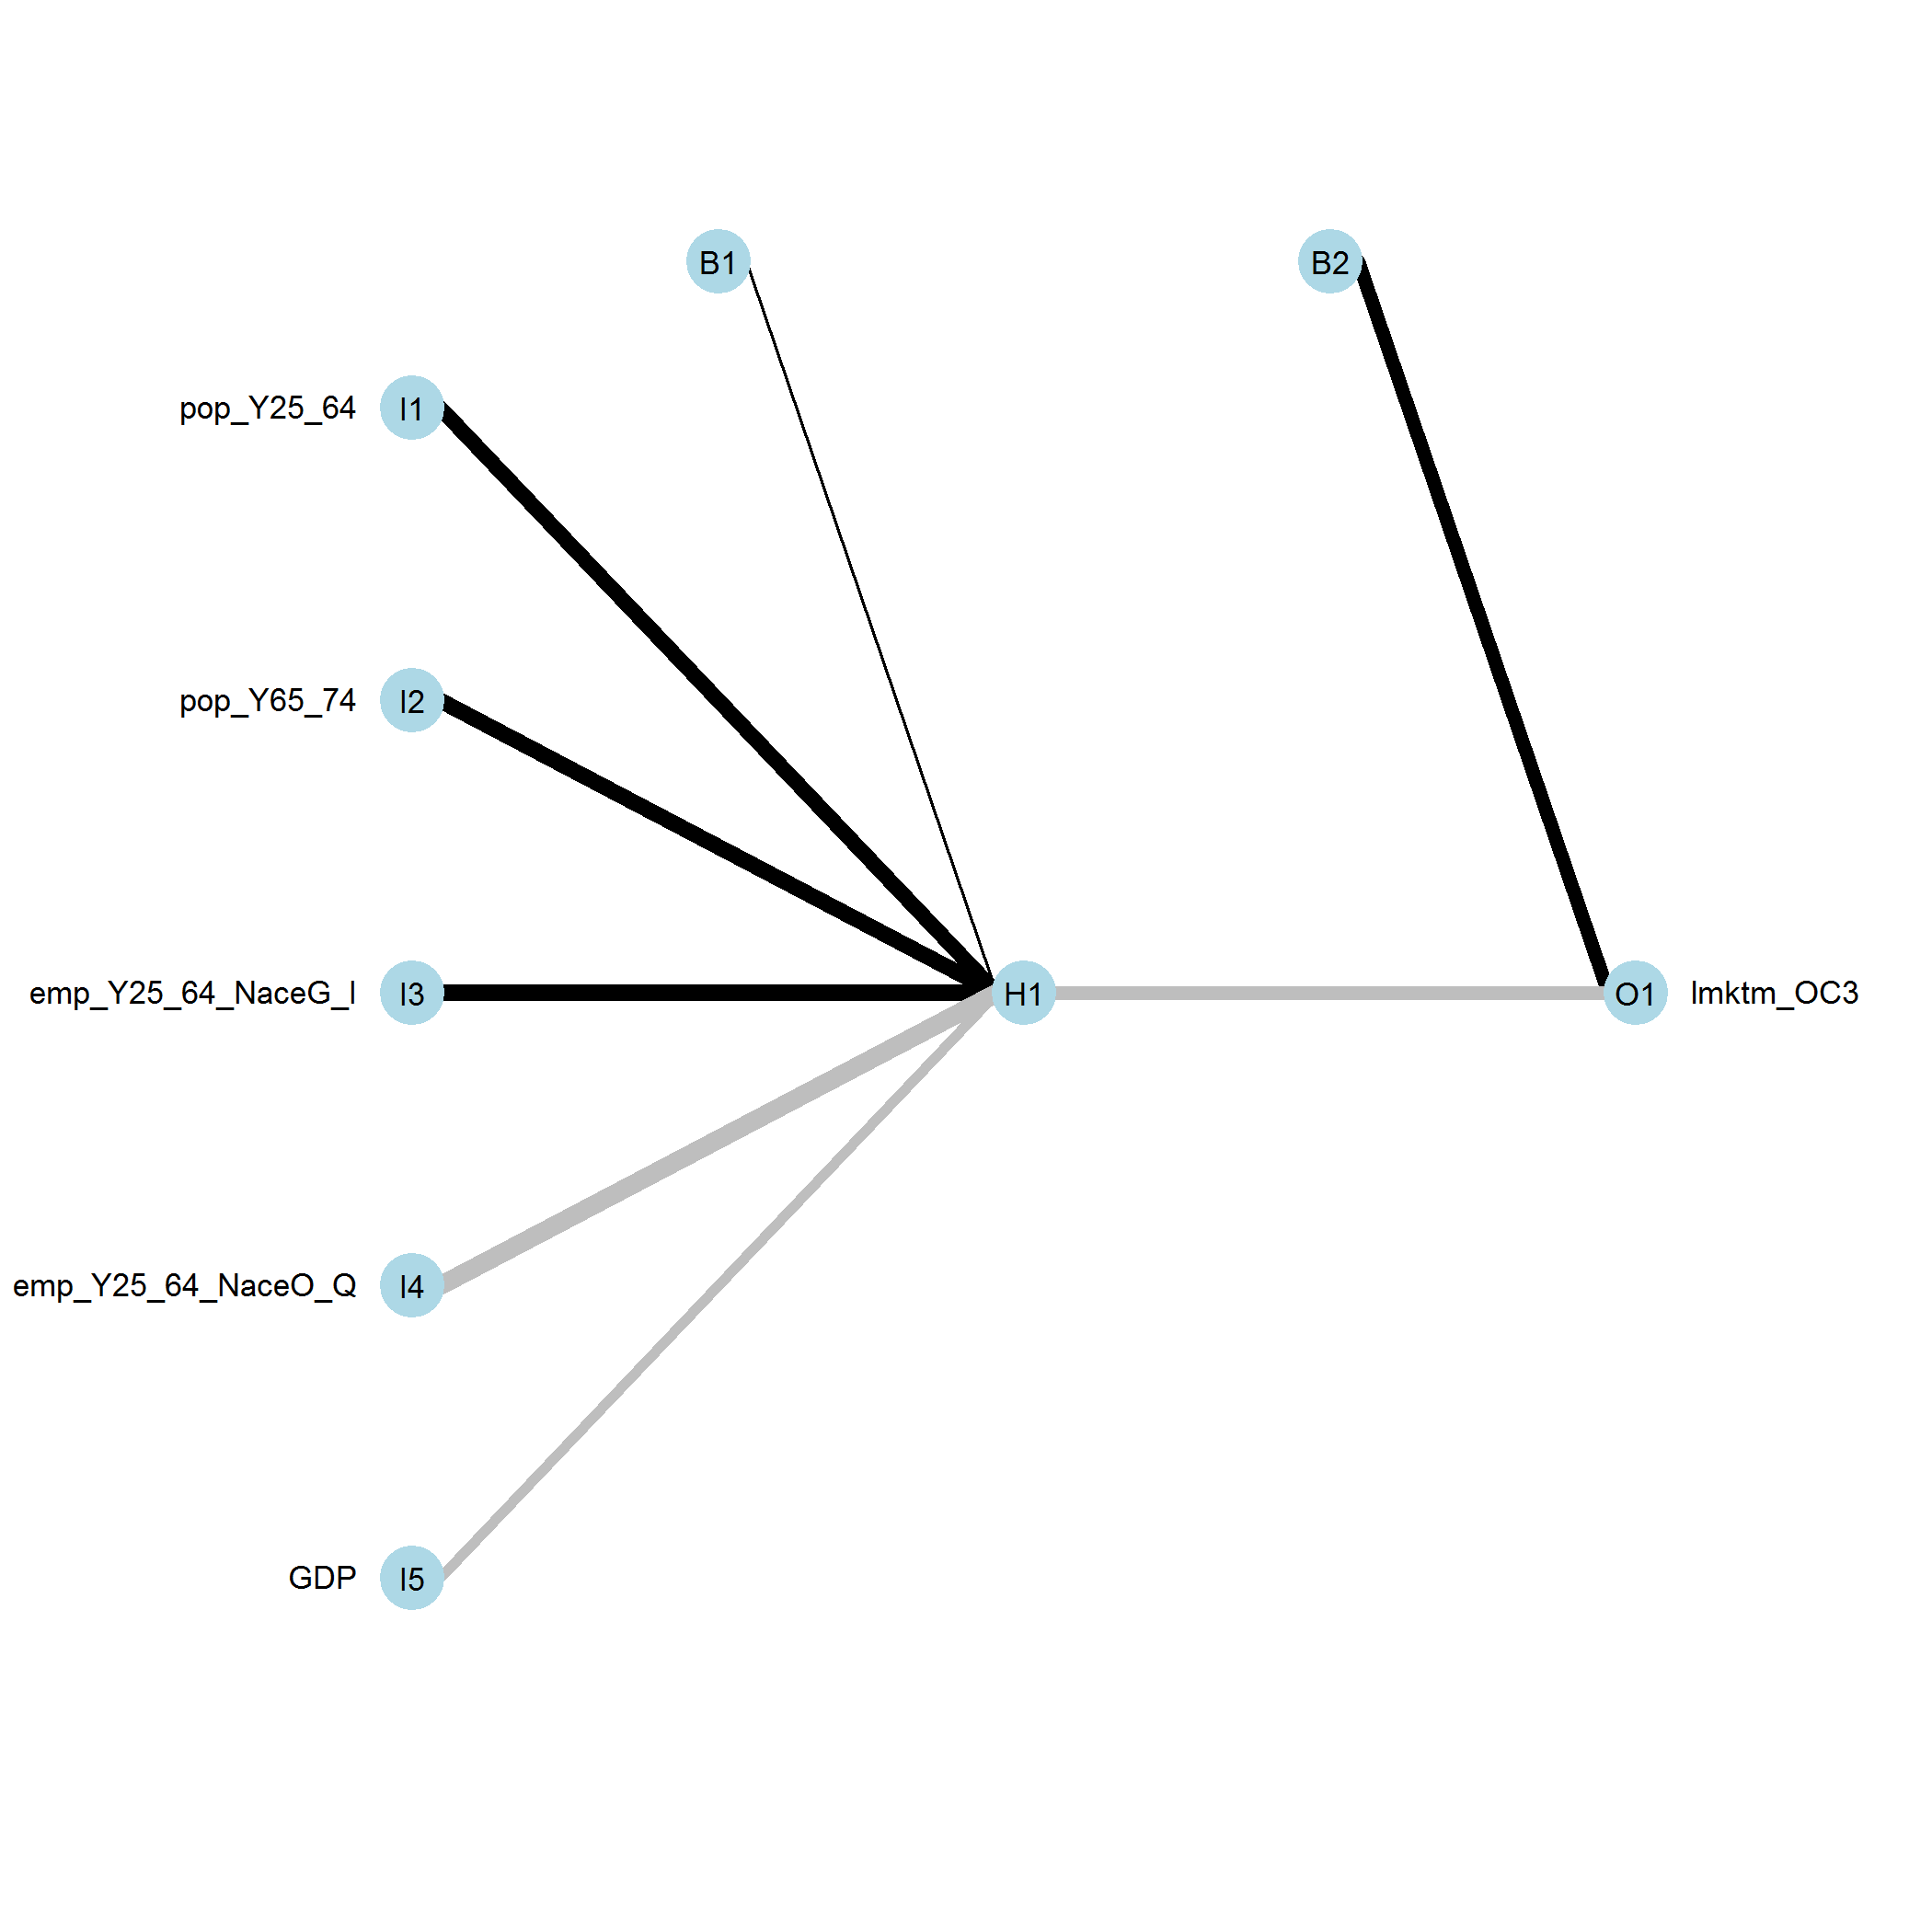 B1
B2
pop_Y25_64 I1
pop_Y65_74 I2
emp_Y25_64_NaceG_I I3
H1
O1 lmktm_OC3
emp_Y25_64_NaceO_Q I4
GDP I5